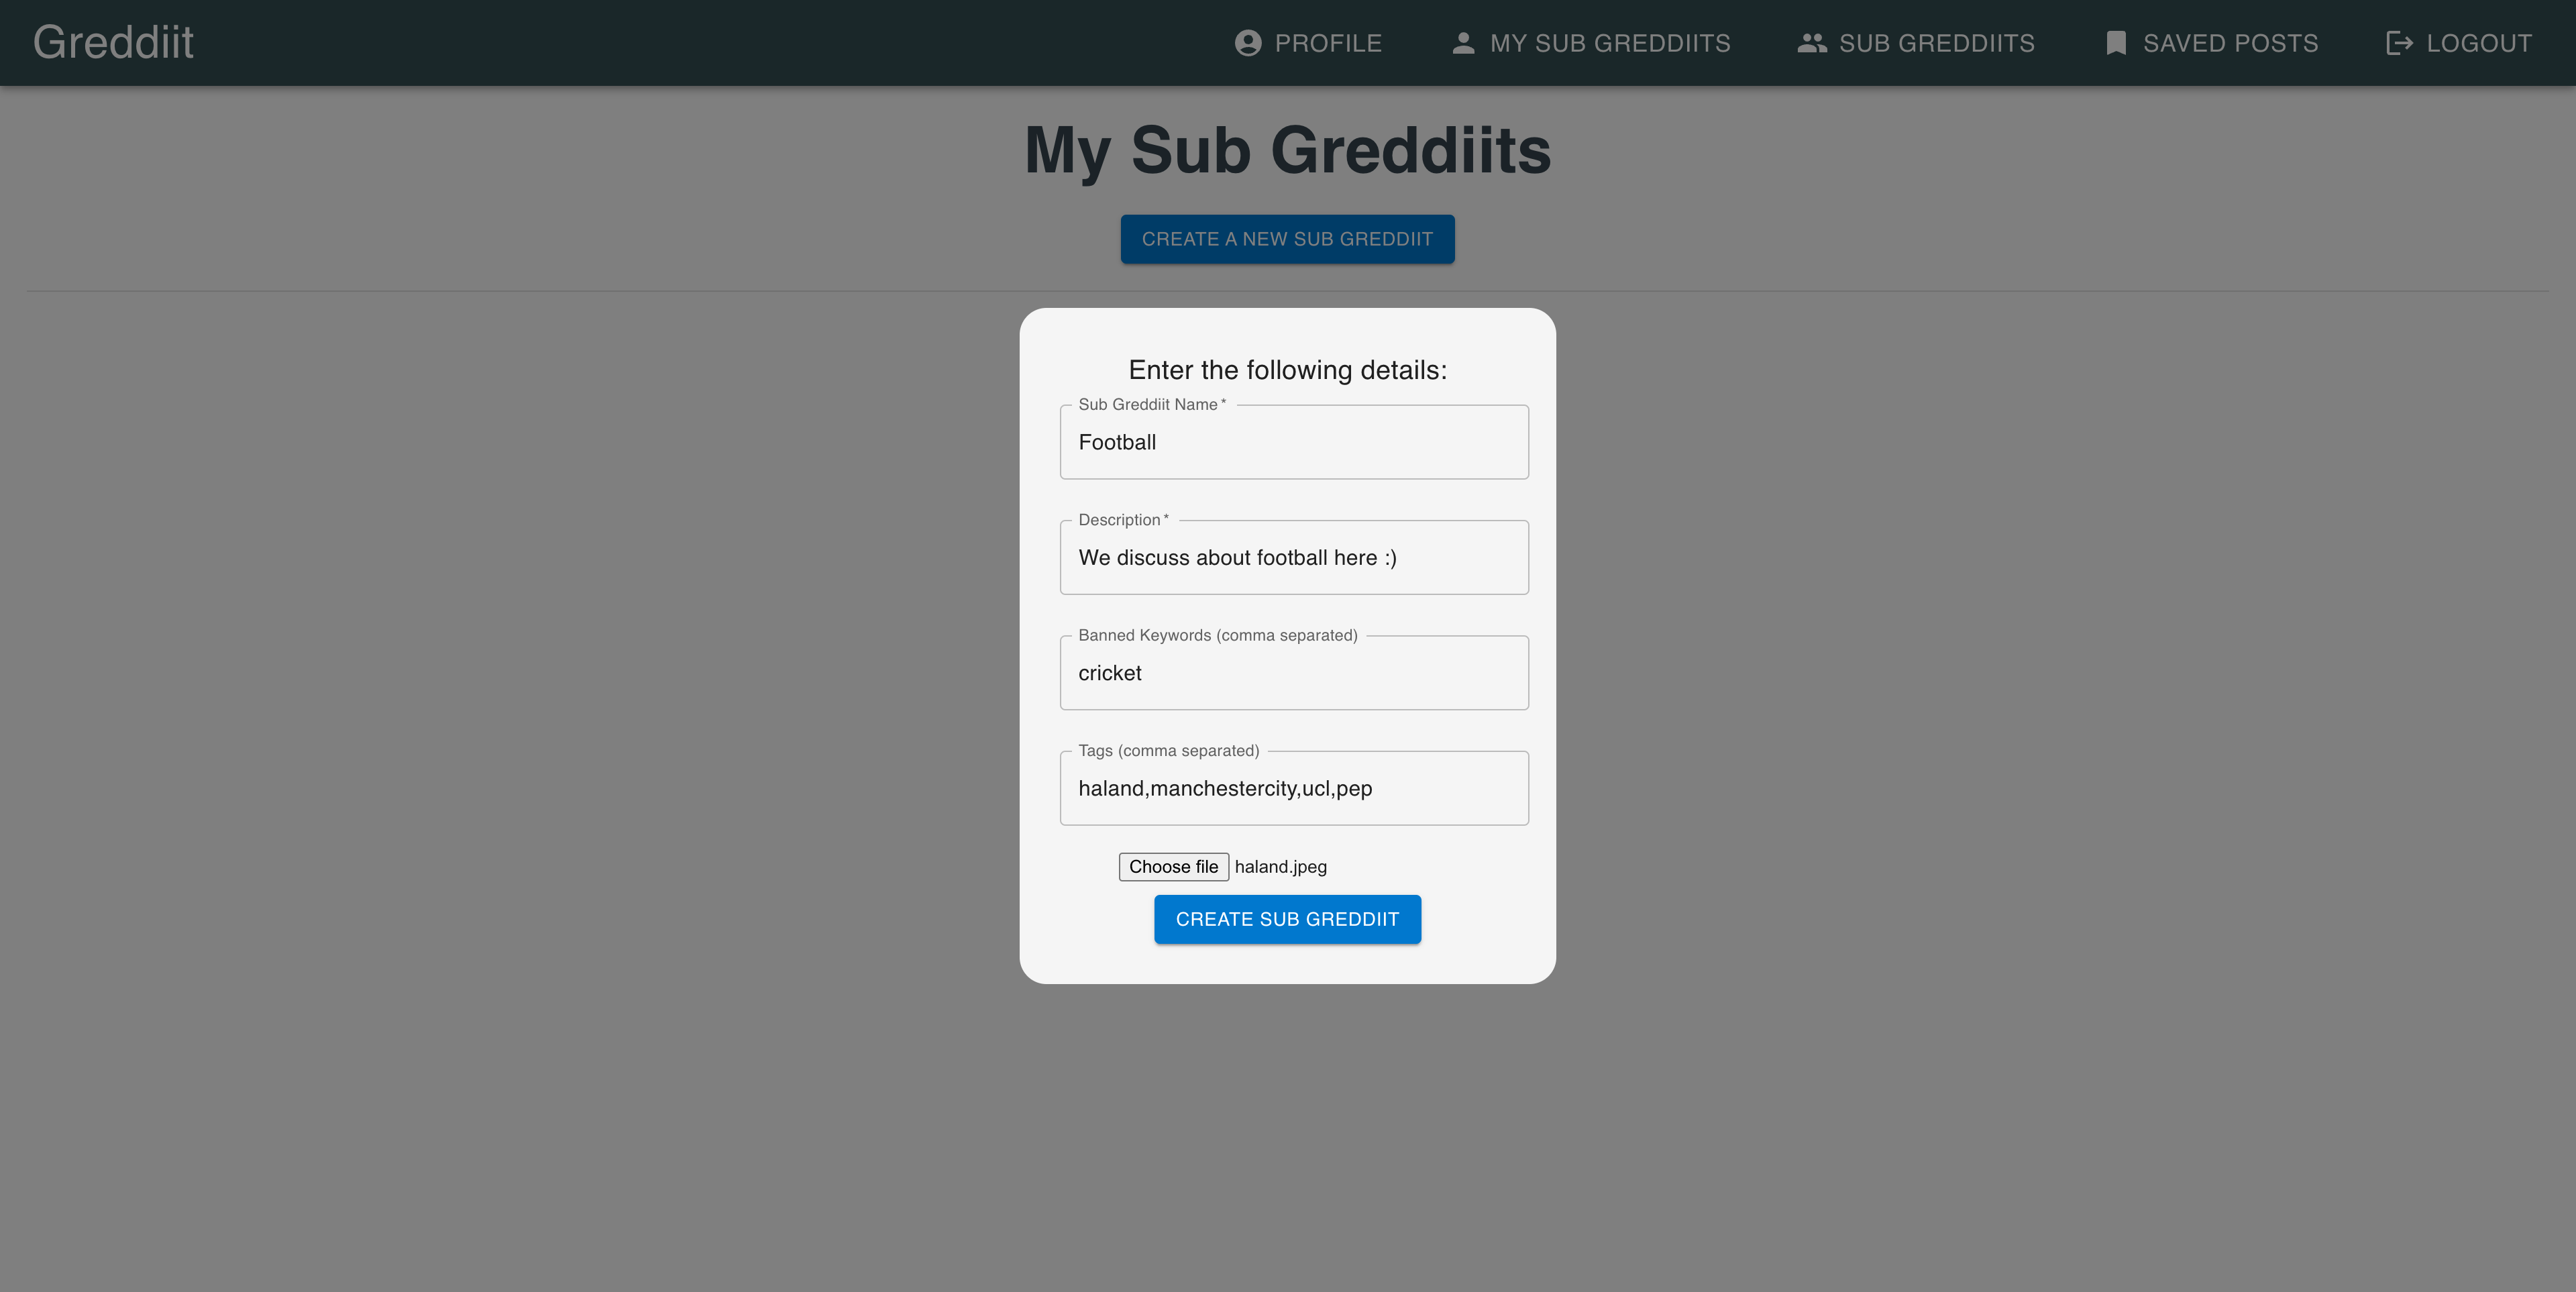 Greddiit
PROFILE
MY SUB GREDDIITS
SUB GREDDIITS
SAVED POSTS
LOGOUT
My Sub Greddiits
CREATE A NEW SUB GREDDIIT
Enter the following details:
Sub Greddiit Name *
Football
Description *
We discuss about football here :)
Banned Keywords (comma separated)
cricket
Tags (comma separated)
haland,manchestercity,ucl,pep
Choose file haland.jpeg
CREATE SUB GREDDIIT